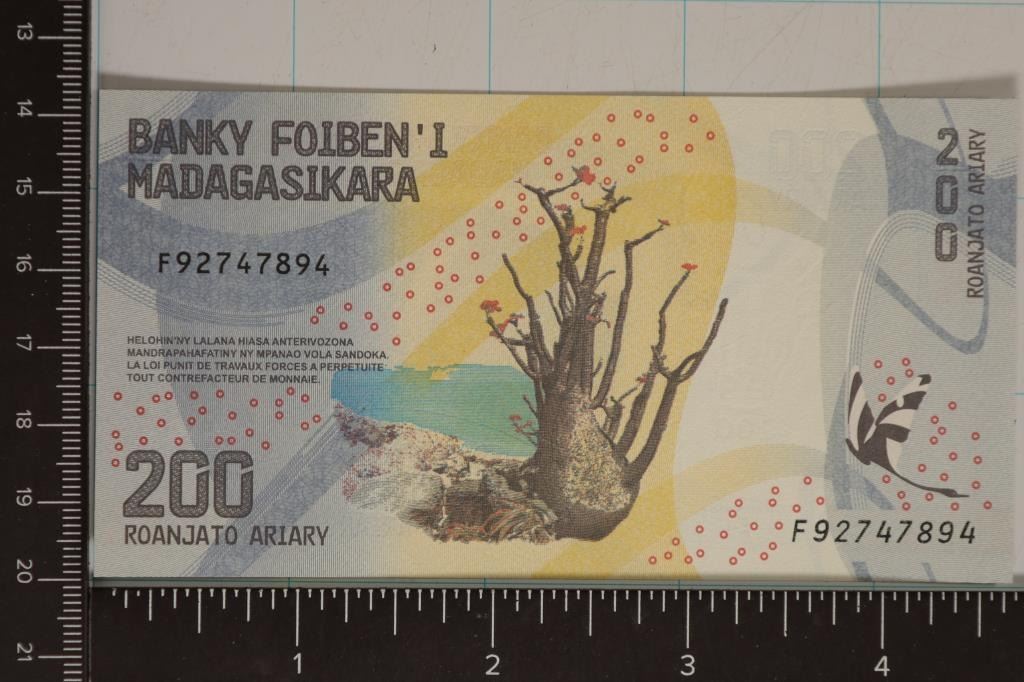 BANKY FOIBEN'I
MADAGASIKARA
F92747894
HELOHIN'NY LALANA HIASA ANTERIVOZONA
MANDRAPAHAFATINY NY MPANAO VOLA SANDOKA.
LA LOI PUNIT DE TRAVAUX FORCES A PERPETUITE
TOUT CONTREFACTEUR DE MONNAIE.
200
ROANJATO ARIARY
200
ROANJATO ARIARY
F92747894
13
14
15
16
17
18
19
20
21
1 2 3 4